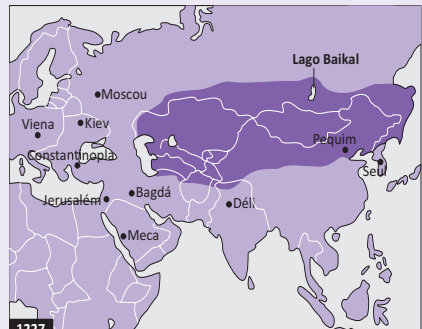 Lago Baikal
Moscou
Viena
Kiev
Pequim
Constantinopla
Seul
Jerusalém
Bagdá
Déli
Meca
1227